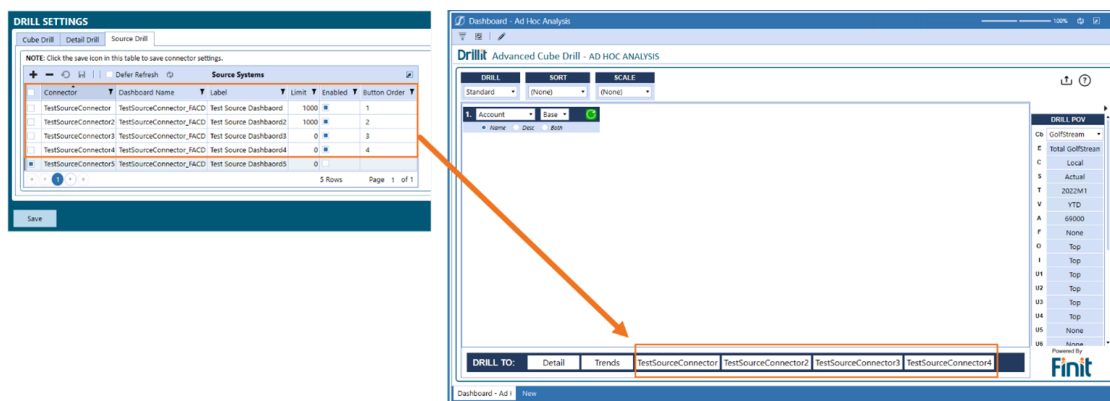 DRILL SETTINGS
Cube Drill Detail Drill Source Drill
NOTE: Click the save icon in this table to save connector settings.
Defer Refresh Source Systems
Connector Dashboard Name Label Limit Enabled Button Order
TestSourceConnector TestSourceConnector_FACD Test Source Dashbaord 1000 1
TestSourceConnector2 TestSourceConnector_FACD Test Source Dashbaord2 1000 2
TestSourceConnector3 TestSourceConnector_FACD Test Source Dashbaord3 0 3
TestSourceConnector4 TestSourceConnector_FACD Test Source Dashbaord4 0 4
TestSourceConnector5 TestSourceConnector_FACD Test Source Dashbaord5 0
1 5 Rows Page 1 of 1
Save
Dashboard - Ad Hoc Analysis 100%
Drillit Advanced Cube Drill - AD HOC ANALYSIS
DRILL SORT SCALE
Standard (None) (None)
1. Account Base
Name Desc Both
DRILL POV
Cb GolfStream
E Total GolfStream
C Local
S Actual
T 2022M1
V YTD
A 69000
F None
O Top
I Top
U1 Top
U2 Top
U3 Top
U4 Top
U5 None
U6 None
DRILL TO: Detail Trends TestSourceConnector TestSourceConnector2 TestSourceConnector3 TestSourceConnector4
Powered By
Finit
Dashboard - Ad New